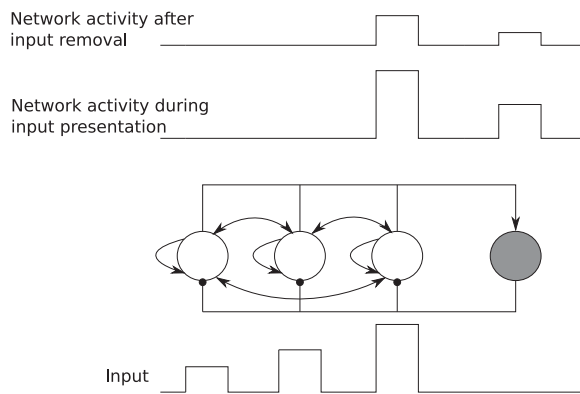 Network activity after
input removal
Network activity during
input presentation
Input